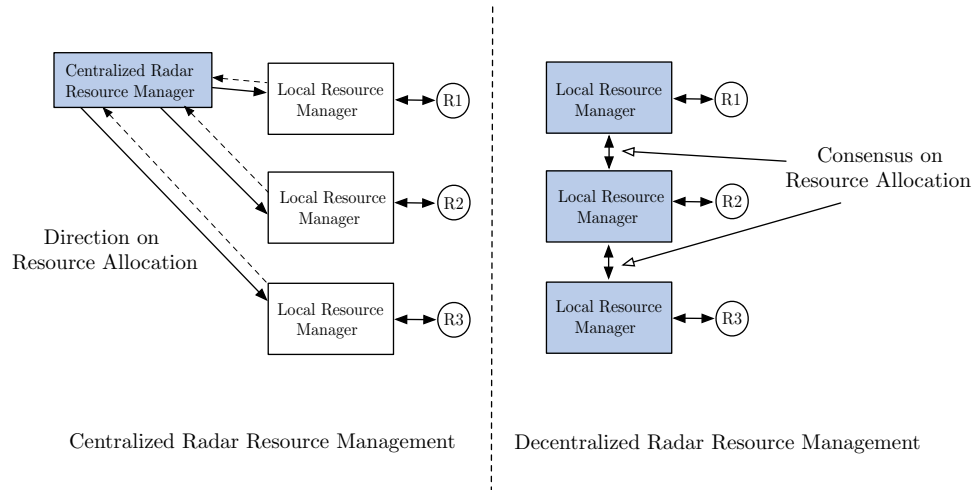 Centralized Radar
Resource Manager
Local Resource
Manager
R1
Local Resource
Manager
R2
Local Resource
Manager
R3
Direction on
Resource Allocation
Centralized Radar Resource Management
Local Resource
Manager
R1
Local Resource
Manager
R2
Local Resource
Manager
R3
Consensus on
Resource Allocation
Decentralized Radar Resource Management